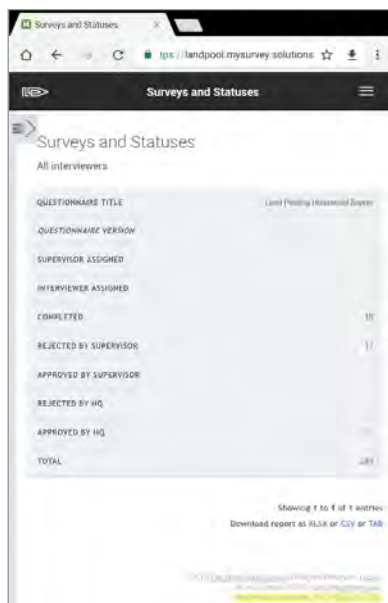 Surveys and Statuses
tps://landpool.mysurvey.solutions
Surveys and Statuses
Surveys and Statuses
All interviewers
QUESTIONNAIRE TITLE
QUESTIONNAIRE VERSION
SUPERVISOR ASSIGNED
INTERVIEWER ASSIGNED
COMPLETED
REJECTED BY SUPERVISOR
APPROVED BY SUPERVISOR
REJECTED BY HQ
APPROVED BY HQ
TOTAL
Showing 1 to 1 of 1 entries
Download report as XLSX or CSV or TAB